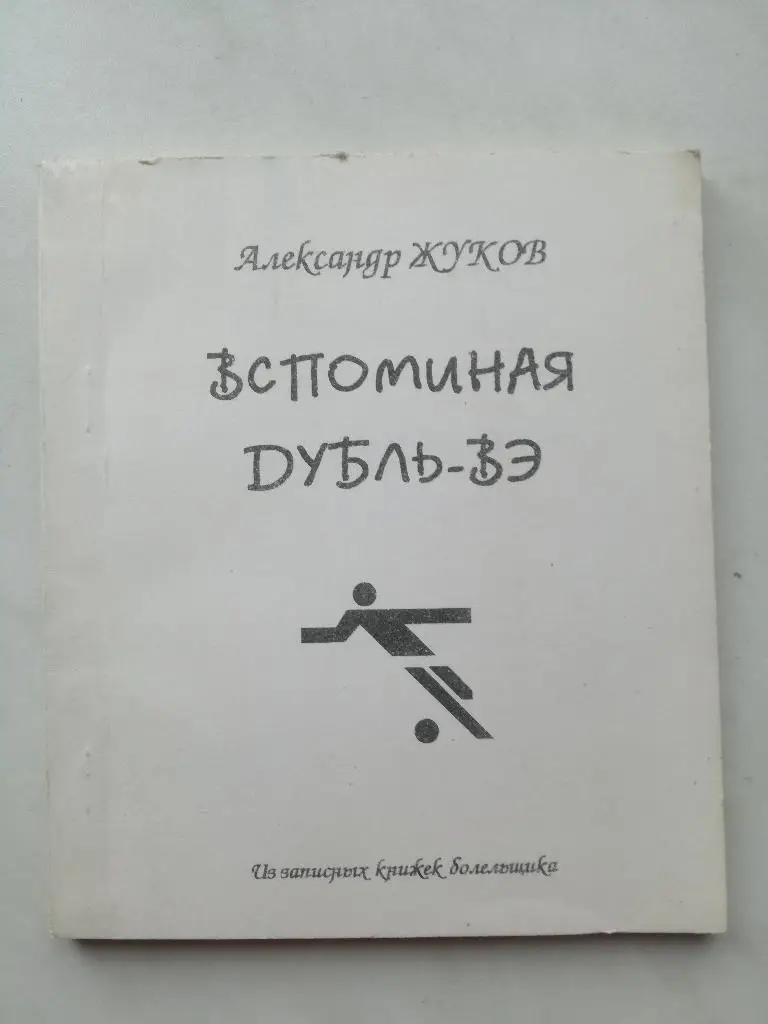 Александр ЖУКОВ
ВСПОМИНАЯ
ДУБЛЬ-ВЭ
Из записных книжек болельщика